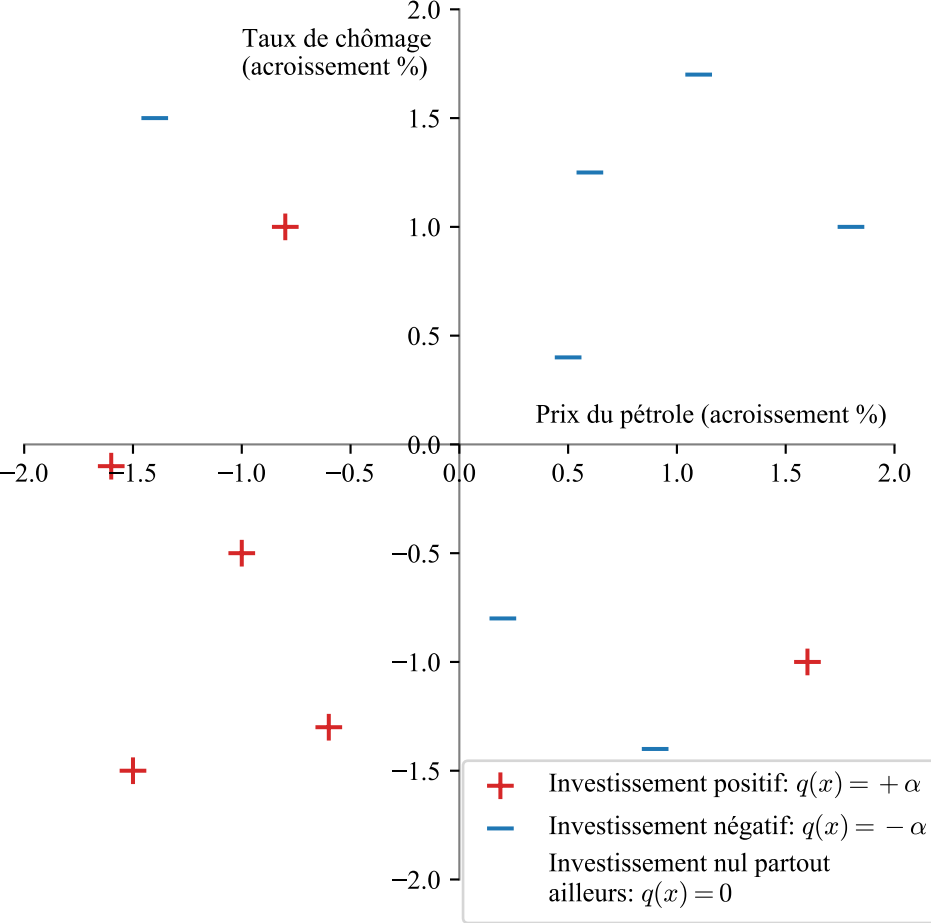 2.0
Taux de chômage
(acroissement %)
1.5
1.0
0.5
Prix du pétrole (acroissement %)
0.0
−2.0 −1.5 −1.0 −0.5 0.0 0.5 1.0 1.5 2.0
−0.5
−1.0
−1.5
Investissement positif: q(x) = + α
Investissement négatif: q(x) = − α
Investissement nul partout
−2.0
ailleurs: q(x) = 0